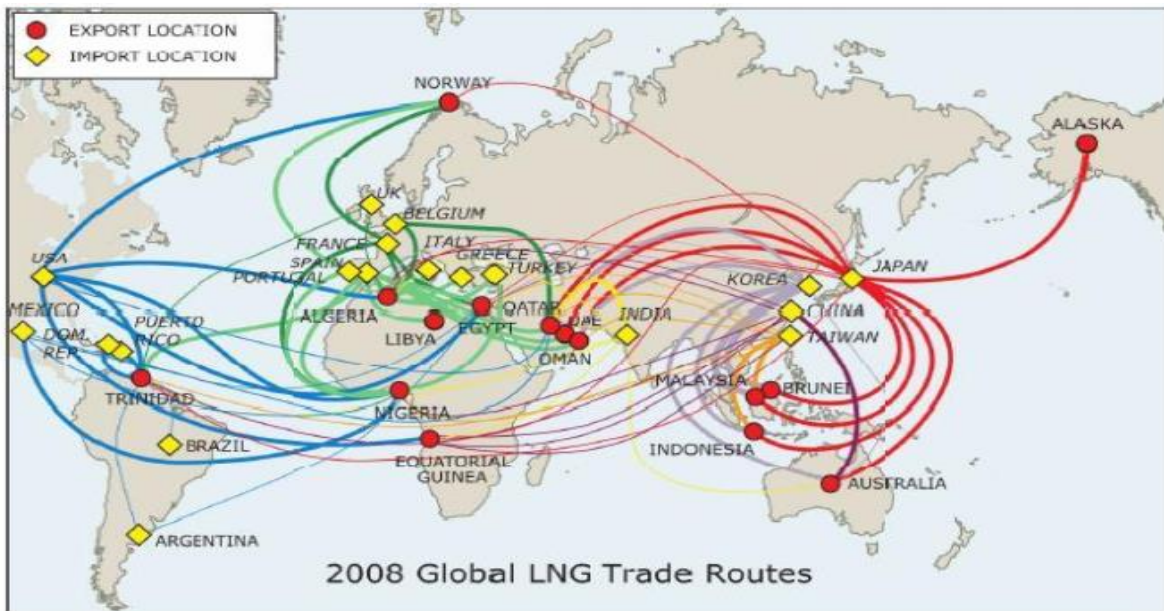 EXPORT LOCATION
IMPORT LOCATION
NORWAY
ALASKA
UK
BELGIUM
FRANCE
ITALY
USA
SPAIN
GREECE
JAPAN
PORTUGAL
TURKEY
KOREA
MEXICO
QATAR
UAE
INDIA
CHINA
DOM.
REP.
PUERTO
RICO
ALGERIA
EGYPT
LIBYA
TAIWAN
OMAN
MALAYSIA
BRUNEI
TRINIDAD
NIGERIA
BRAZIL
INDONESIA
EQUATORIAL
GUINEA
AUSTRALIA
ARGENTINA
2008 Global LNG Trade Routes